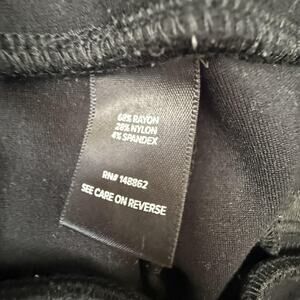 68% RAYON
28% NYLON
4% SPANDEX
RN# 148862
SEE CARE ON REVERSE